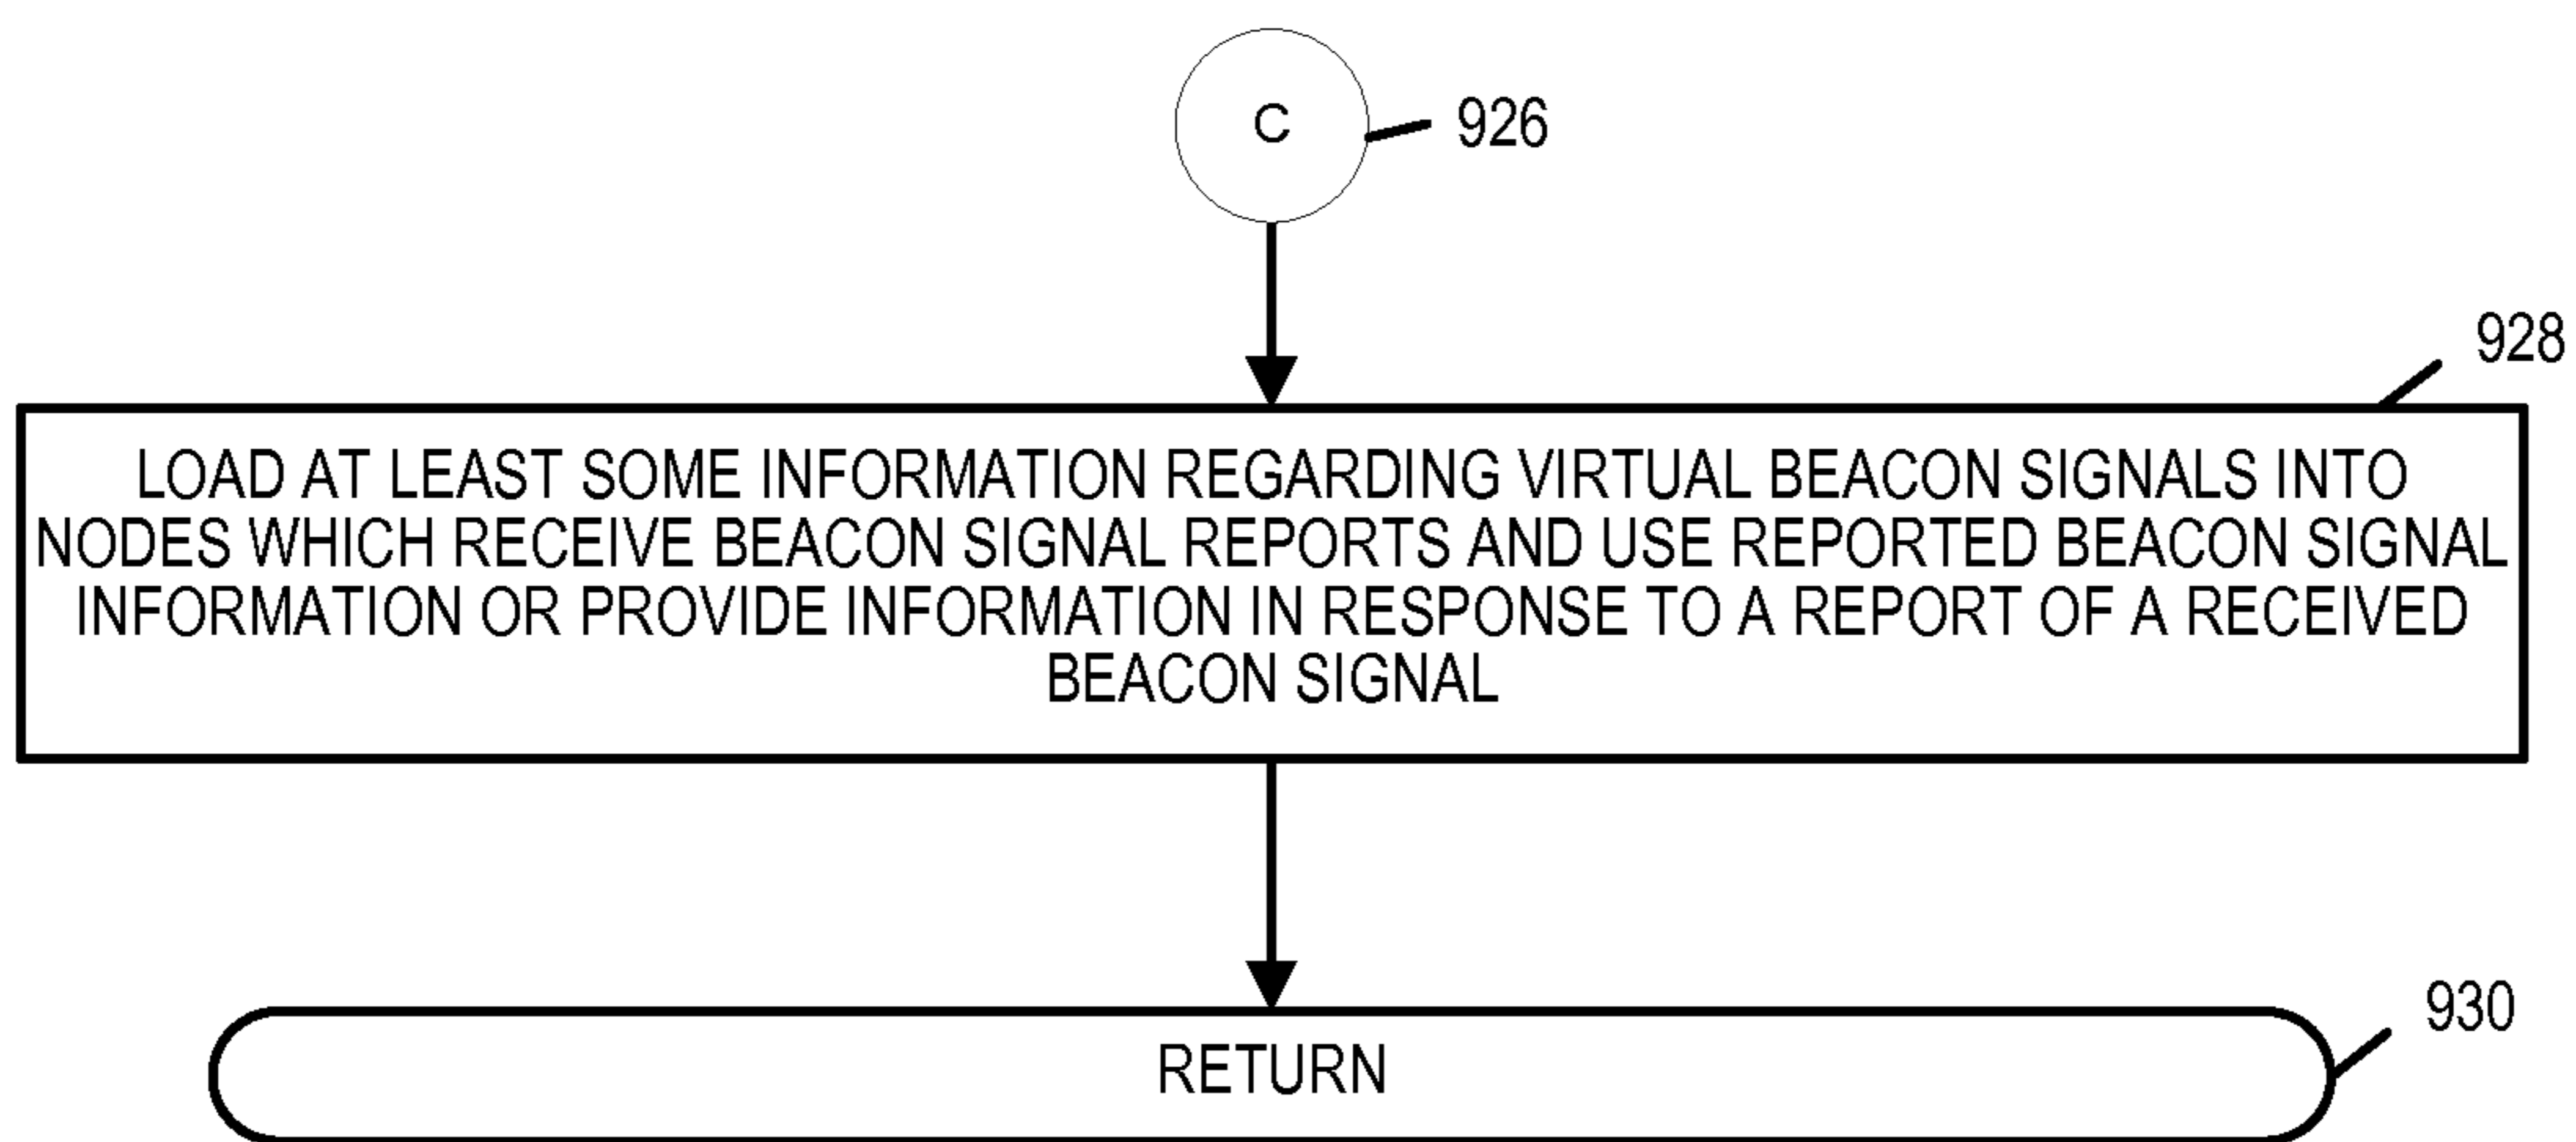 C
926
928
LOAD AT LEAST SOME INFORMATION REGARDING VIRTUAL BEACON SIGNALS INTO
NODES WHICH RECEIVE BEACON SIGNAL REPORTS AND USE REPORTED BEACON SIGNAL
INFORMATION OR PROVIDE INFORMATION IN RESPONSE TO A REPORT OF A RECEIVED
BEACON SIGNAL
930
RETURN